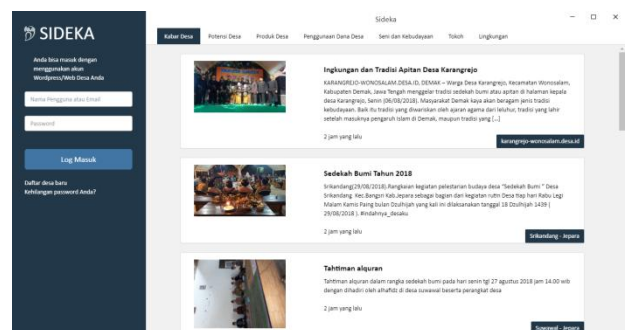 Sideka
SIDEKA
Anda bisa masuk dengan
menggunakan akun
Wordpress/Web Desa Anda
Nama Pengguna atau Email
Password
Log Masuk
Daftar desa baru
Kehilangan password Anda?
Kabar Desa Potensi Desa Produk Desa Penggunaan Dana Desa Seni dan Kebudayaan Tokoh Lingkungan
Ingkungan dan Tradisi Apitan Desa Karangrejo
KARANGREJO-WONOSALAM.DESA.ID, DEMAK – Warga Desa Karangrejo, Kecamatan Wonosalam,
Kabupaten Demak, Jawa Tengah menggelar tradisi sedekah bumi atau apitan di halaman kepala
desa Karangrejo, Senin (06/08/2018). Masyarakat Demak kaya akan beragam jenis tradisi
kebudayaan. Baik itu tradisi yang diwariskan oleh ajaran agama dari leluhur, tradisi yang lahir
setelah masuknya pengaruh islam di Demak, maupun tradisi yang […]
2 jam yang lalu
karangrejo-wonosalam.desa.id
Sedekah Bumi Tahun 2018
Srikandang(29/08/2018).Rangkaian kegiatan pelestarian budaya desa "Sedekah Bumi " Desa
Srikandang Kec.Bangsri Kab.Jepara sebagai bagian dari kegiatan rutin Desa tiap hari Rabu Legi
Malam Kamis Paing bulan Dzulhijah yang kali ini dilaksanakan tanggal 18 Dzulhijah 1439 (
29/08/2018 ). #indahnya_desaku
2 jam yang lalu
Srikandang - Jepara
Tahtiman alquran
Tahtiman alquran dalam rangka sedekah bumi pada hari senin tgl 27 agustus 2018 jam 14.00 wib
dengan dihadiri oleh alhafidz di desa suwawal beserta perangkat desa
2 jam yang lalu
Suwawal - Jepara